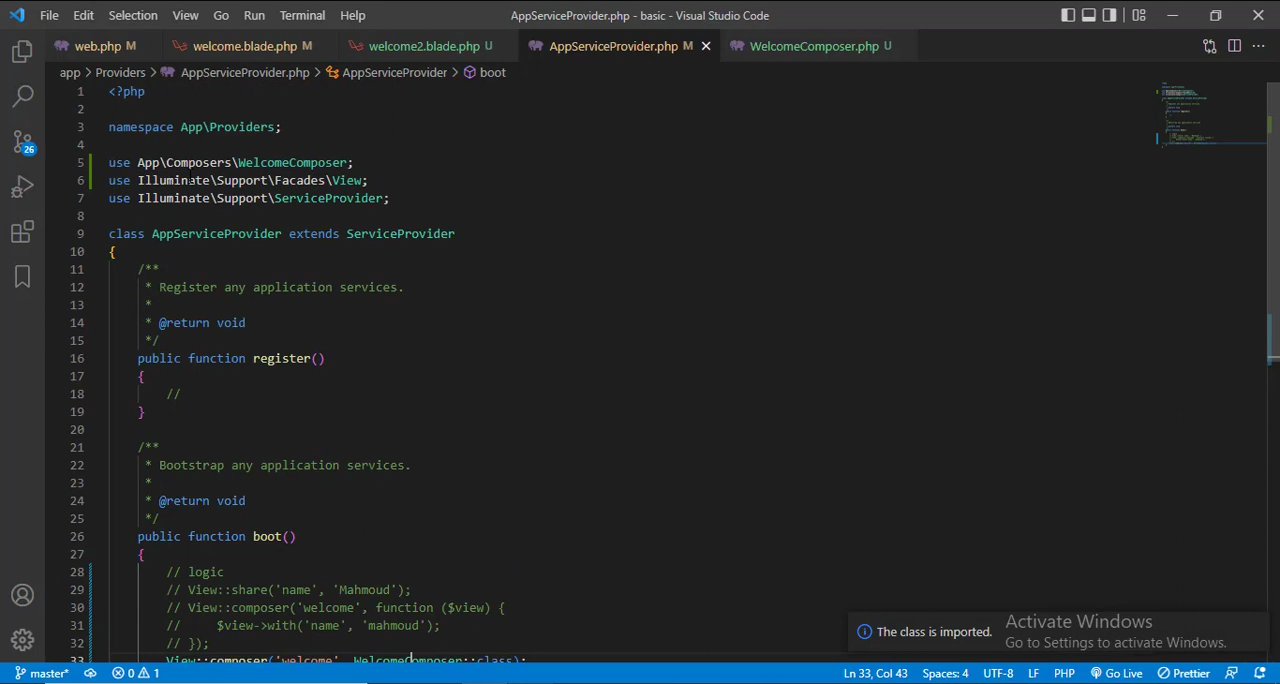 File Edit Selection View Go Run Terminal Help AppServiceProvider.php - basic - Visual Studio Code
web.php M welcome.blade.php M welcome2.blade.php U AppServiceProvider.php M WelcomeComposer.php U
app > Providers > AppServiceProvider.php > AppServiceProvider > boot
1 <?php
2
3 namespace App\Providers;
4
5 use App\Composers\WelcomeComposer;
6 use Illuminate\Support\Facades\View;
7 use Illuminate\Support\ServiceProvider;
8
9 class AppServiceProvider extends ServiceProvider
10 {
11 /**
12 * Register any application services.
13 *
14 * @return void
15 */
16 public function register()
17 {
18 //
19 }
20
21 /**
22 * Bootstrap any application services.
23 *
24 * @return void
25 */
26 public function boot()
27 {
28 // logic
29 // View::share('name', 'Mahmoud');
30 // View::composer('welcome', function ($view) {
31 // $view->with('name', 'mahmoud');
32 // });
33 View::composer('welcome', WelcomeComposer::class);
26
The class is imported.
Activate Windows
Go to Settings to activate Windows.
master* 0 1 Ln 33, Col 43 Spaces: 4 UTF-8 LF PHP Go Live Prettier